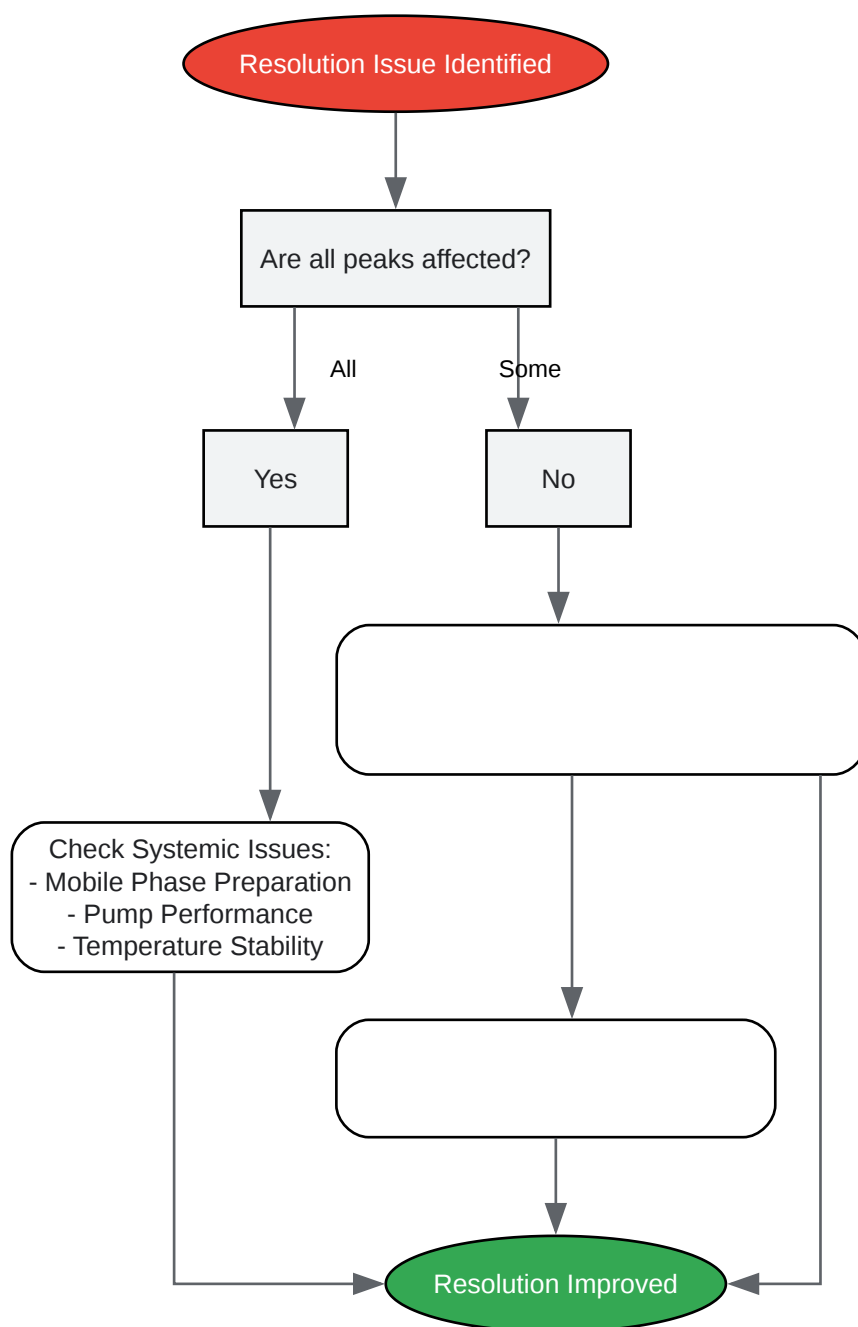 Resolution Issue Identified
Are all peaks affected?
All
Some
Yes
No
Check Systemic Issues:
- Mobile Phase Preparation
- Pump Performance
- Temperature Stability
Resolution Improved